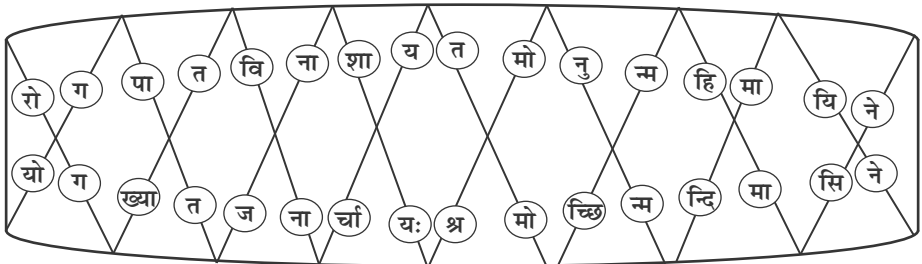 रो ग पा त वि ना शा य त मो नु न्म हि मा यि ने
यो ग ख्या त ज ना र्चा यः श्र मो च्छि न्म न्दि मा सि ने